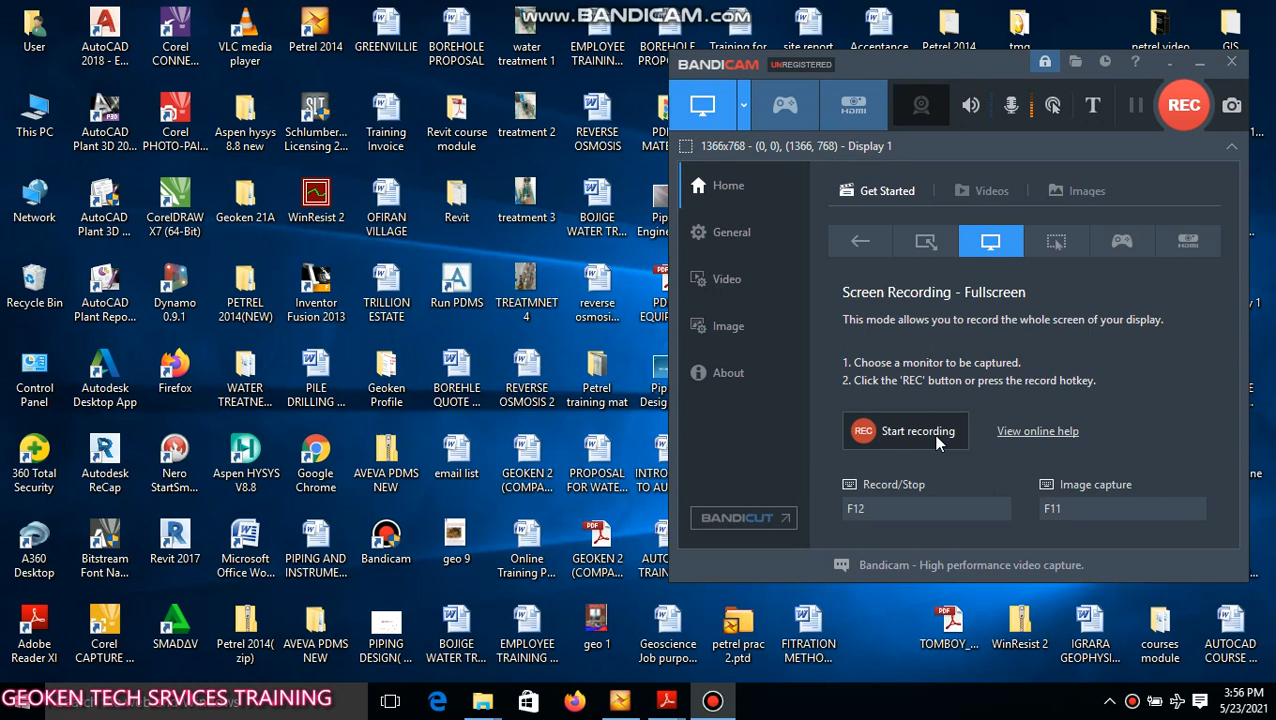 www.BANDICAM.com
User
AutoCAD 2018 - E...
Corel CONNE...
VLC media player
Petrel 2014
GREENVILLIE
BOREHOLE PROPOSAL
water treatment 1
EMPLOYEE TRAININ...
BOREHOLE PROPOSAL
Training for
site report
Acceptance
Petrel 2014
tmg
petrel video
GIS
BANDICAM UNREGISTERED
REC
1366x768 - (0, 0), (1366, 768) - Display 1
This PC
AutoCAD Plant 3D 20...
Corel PHOTO-PAI...
Aspen hysys 8.8 new
Schlumber... Licensing 2...
Training Invoice
Revit course module
treatment 2
REVERSE OSMOSIS
Home
General
Video
Image
About
Get Started
Videos
Images
Network
AutoCAD Plant 3D ...
CorelDRAW X7 (64-Bit)
Geoken 21A
WinResist 2
OFIRAN VILLAGE
Revit
treatment 3
BOJIGE WATER TR...
Screen Recording - Fullscreen
This mode allows you to record the whole screen of your display.
1. Choose a monitor to be captured.
2. Click the 'REC' button or press the record hotkey.
REC Start recording
View online help
Record/Stop
Image capture
F12
F11
BANDICUT
Bandicam - High performance video capture.
Recycle Bin
AutoCAD Plant Repo...
Dynamo 0.9.1
PETREL 2014(NEW)
Inventor Fusion 2013
TRILLION ESTATE
Run PDMS
TREATMNET 4
reverse osmosi...
Control Panel
Autodesk Desktop App
Firefox
WATER TREATNE...
PILE DRILLING ...
Geoken Profile
BOREHLE QUOTE ...
REVERSE OSMOSIS 2
Petrel training mat
360 Total Security
Autodesk ReCap
Nero StartSm...
Aspen HYSYS V8.8
Google Chrome
AVEVA PDMS NEW
email list
GEOKEN 2 (COMPA...
PROPOSAL FOR WATE...
A360 Desktop
Bitstream Font Na...
Revit 2017
Microsoft Office Wo...
PIPING AND INSTRUME...
Bandicam
geo 9
Online Training P...
GEOKEN 2 (COMPA...
Adobe Reader XI
Corel CAPTURE ...
SMADΔV
Petrel 2014( zip)
AVEVA PDMS NEW
PIPING DESIGN( ...
BOJIGE WATER TR...
EMPLOYEE TRAINING ...
geo 1
Geoscience Job purpo...
petrel prac 2.ptd
FITRATION METHO...
TOMBOY_...
WinResist 2
IGRARA GEOPHYSI...
courses module
AUTOCAD COURSE ...
GEOKEN TECH SRVICES TRAINING
3:56 PM
5/23/2021